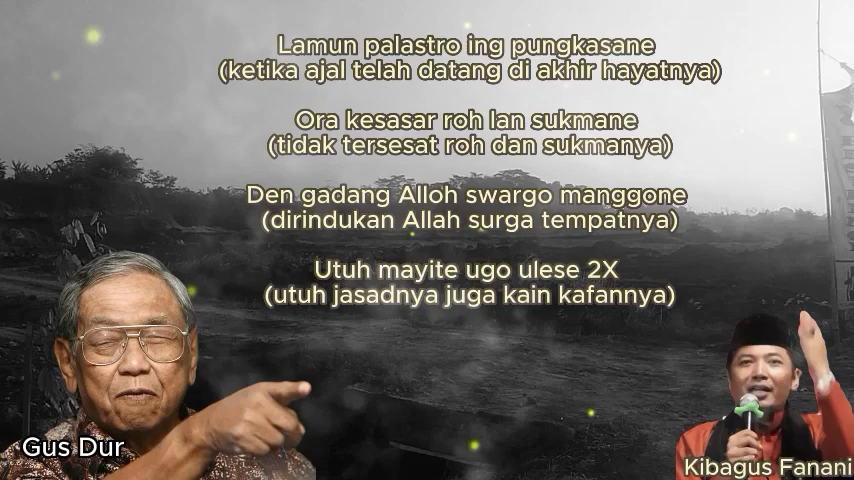 Lamun palastro ing pungkasane
(ketika ajal telah datang di akhir hayatnya)
Ora kesasar roh lan sukmane
(tidak tersesat roh dan sukmanya)
Den gadang Alloh swargo manggone
(dirindukan Allah surga tempatnya)
Utuh mayite ugo ulese 2X
(utuh jasadnya juga kain kafannya)
Gus Dur
Kibagus Fanani